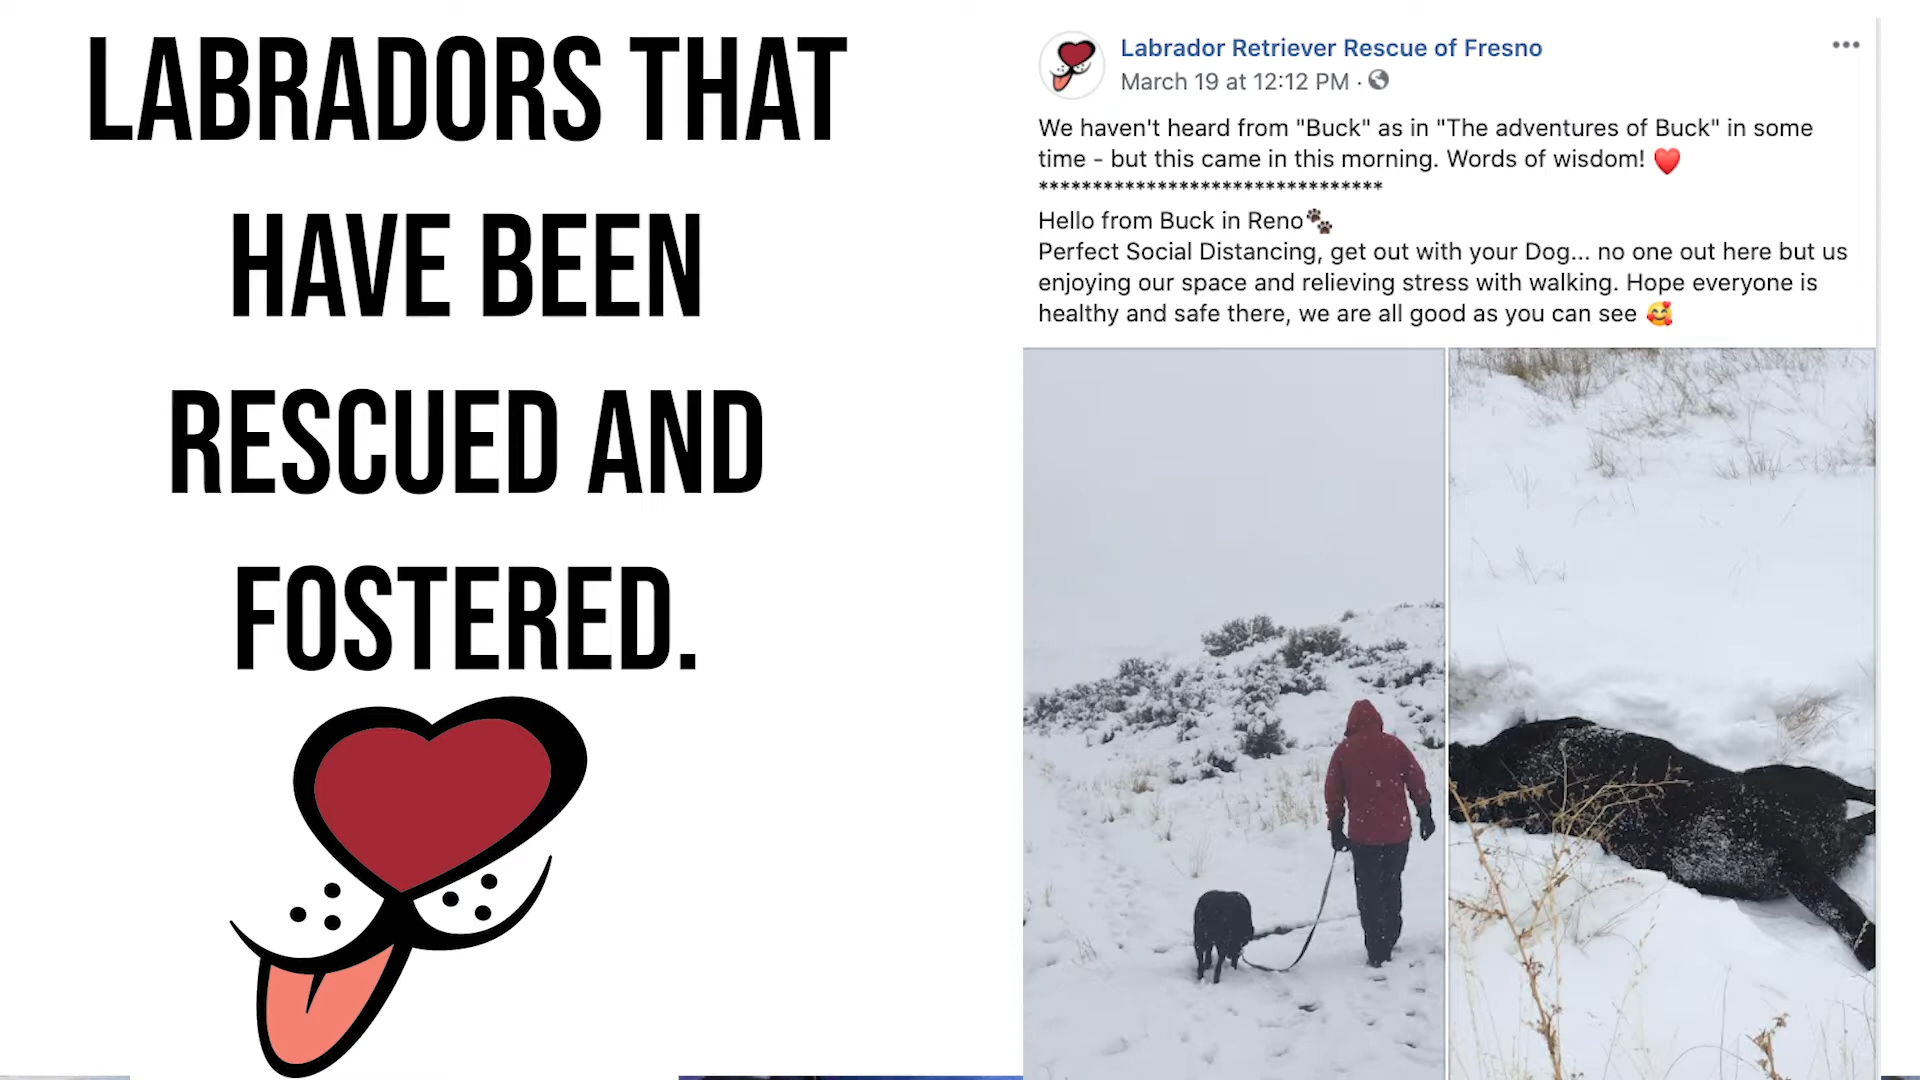 LABRADORS THAT
HAVE BEEN
RESCUED AND
FOSTERED.
Labrador Retriever Rescue of Fresno
March 19 at 12:12 PM ·
We haven't heard from "Buck" as in "The adventures of Buck" in some
time - but this came in this morning. Words of wisdom! ♥️
********************************
Hello from Buck in Reno🐾
Perfect Social Distancing, get out with your Dog... no one out here but us
enjoying our space and relieving stress with walking. Hope everyone is
healthy and safe there, we are all good as you can see 🥰